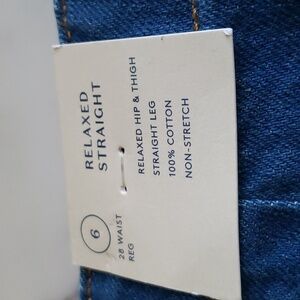 RELAXED
STRAIGHT
6
28 WAIST
REG
RELAXED HIP & THIGH
STRAIGHT LEG
100% COTTON
NON-STRETCH